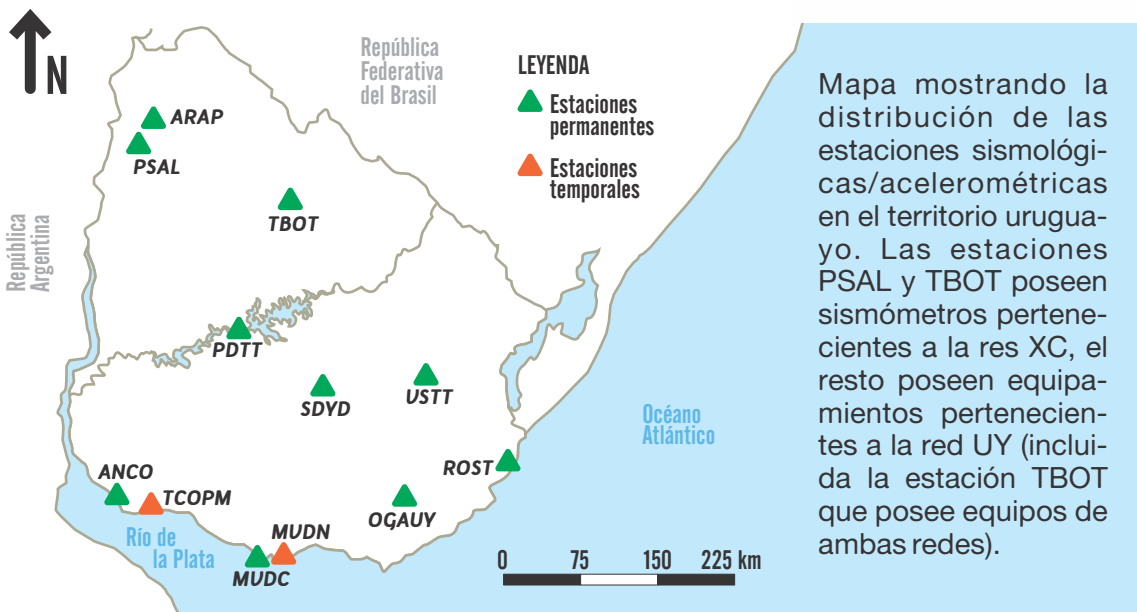 N
República
Federativa
del Brasil
LEYENDA
Estaciones
permanentes
Estaciones
temporales
ARAP
PSAL
TBOT
República
Argentina
PDTT
SDYD
USTT
Océano
Atlántico
ROST
ANCO
TCOPM
OGAUY
Río de
la Plata
MUDN
MVDC
0 75 150 225 km
Mapa mostrando la
distribución de las
estaciones sismológi-
cas/acelerométricas
en el territorio urugua-
yo. Las estaciones
PSAL y TBOT poseen
sismómetros pertene-
cientes a la res XC, el
resto poseen equipa-
mientos pertenecien-
tes a la red UY (inclui-
da la estación TBOT
que posee equipos de
ambas redes).